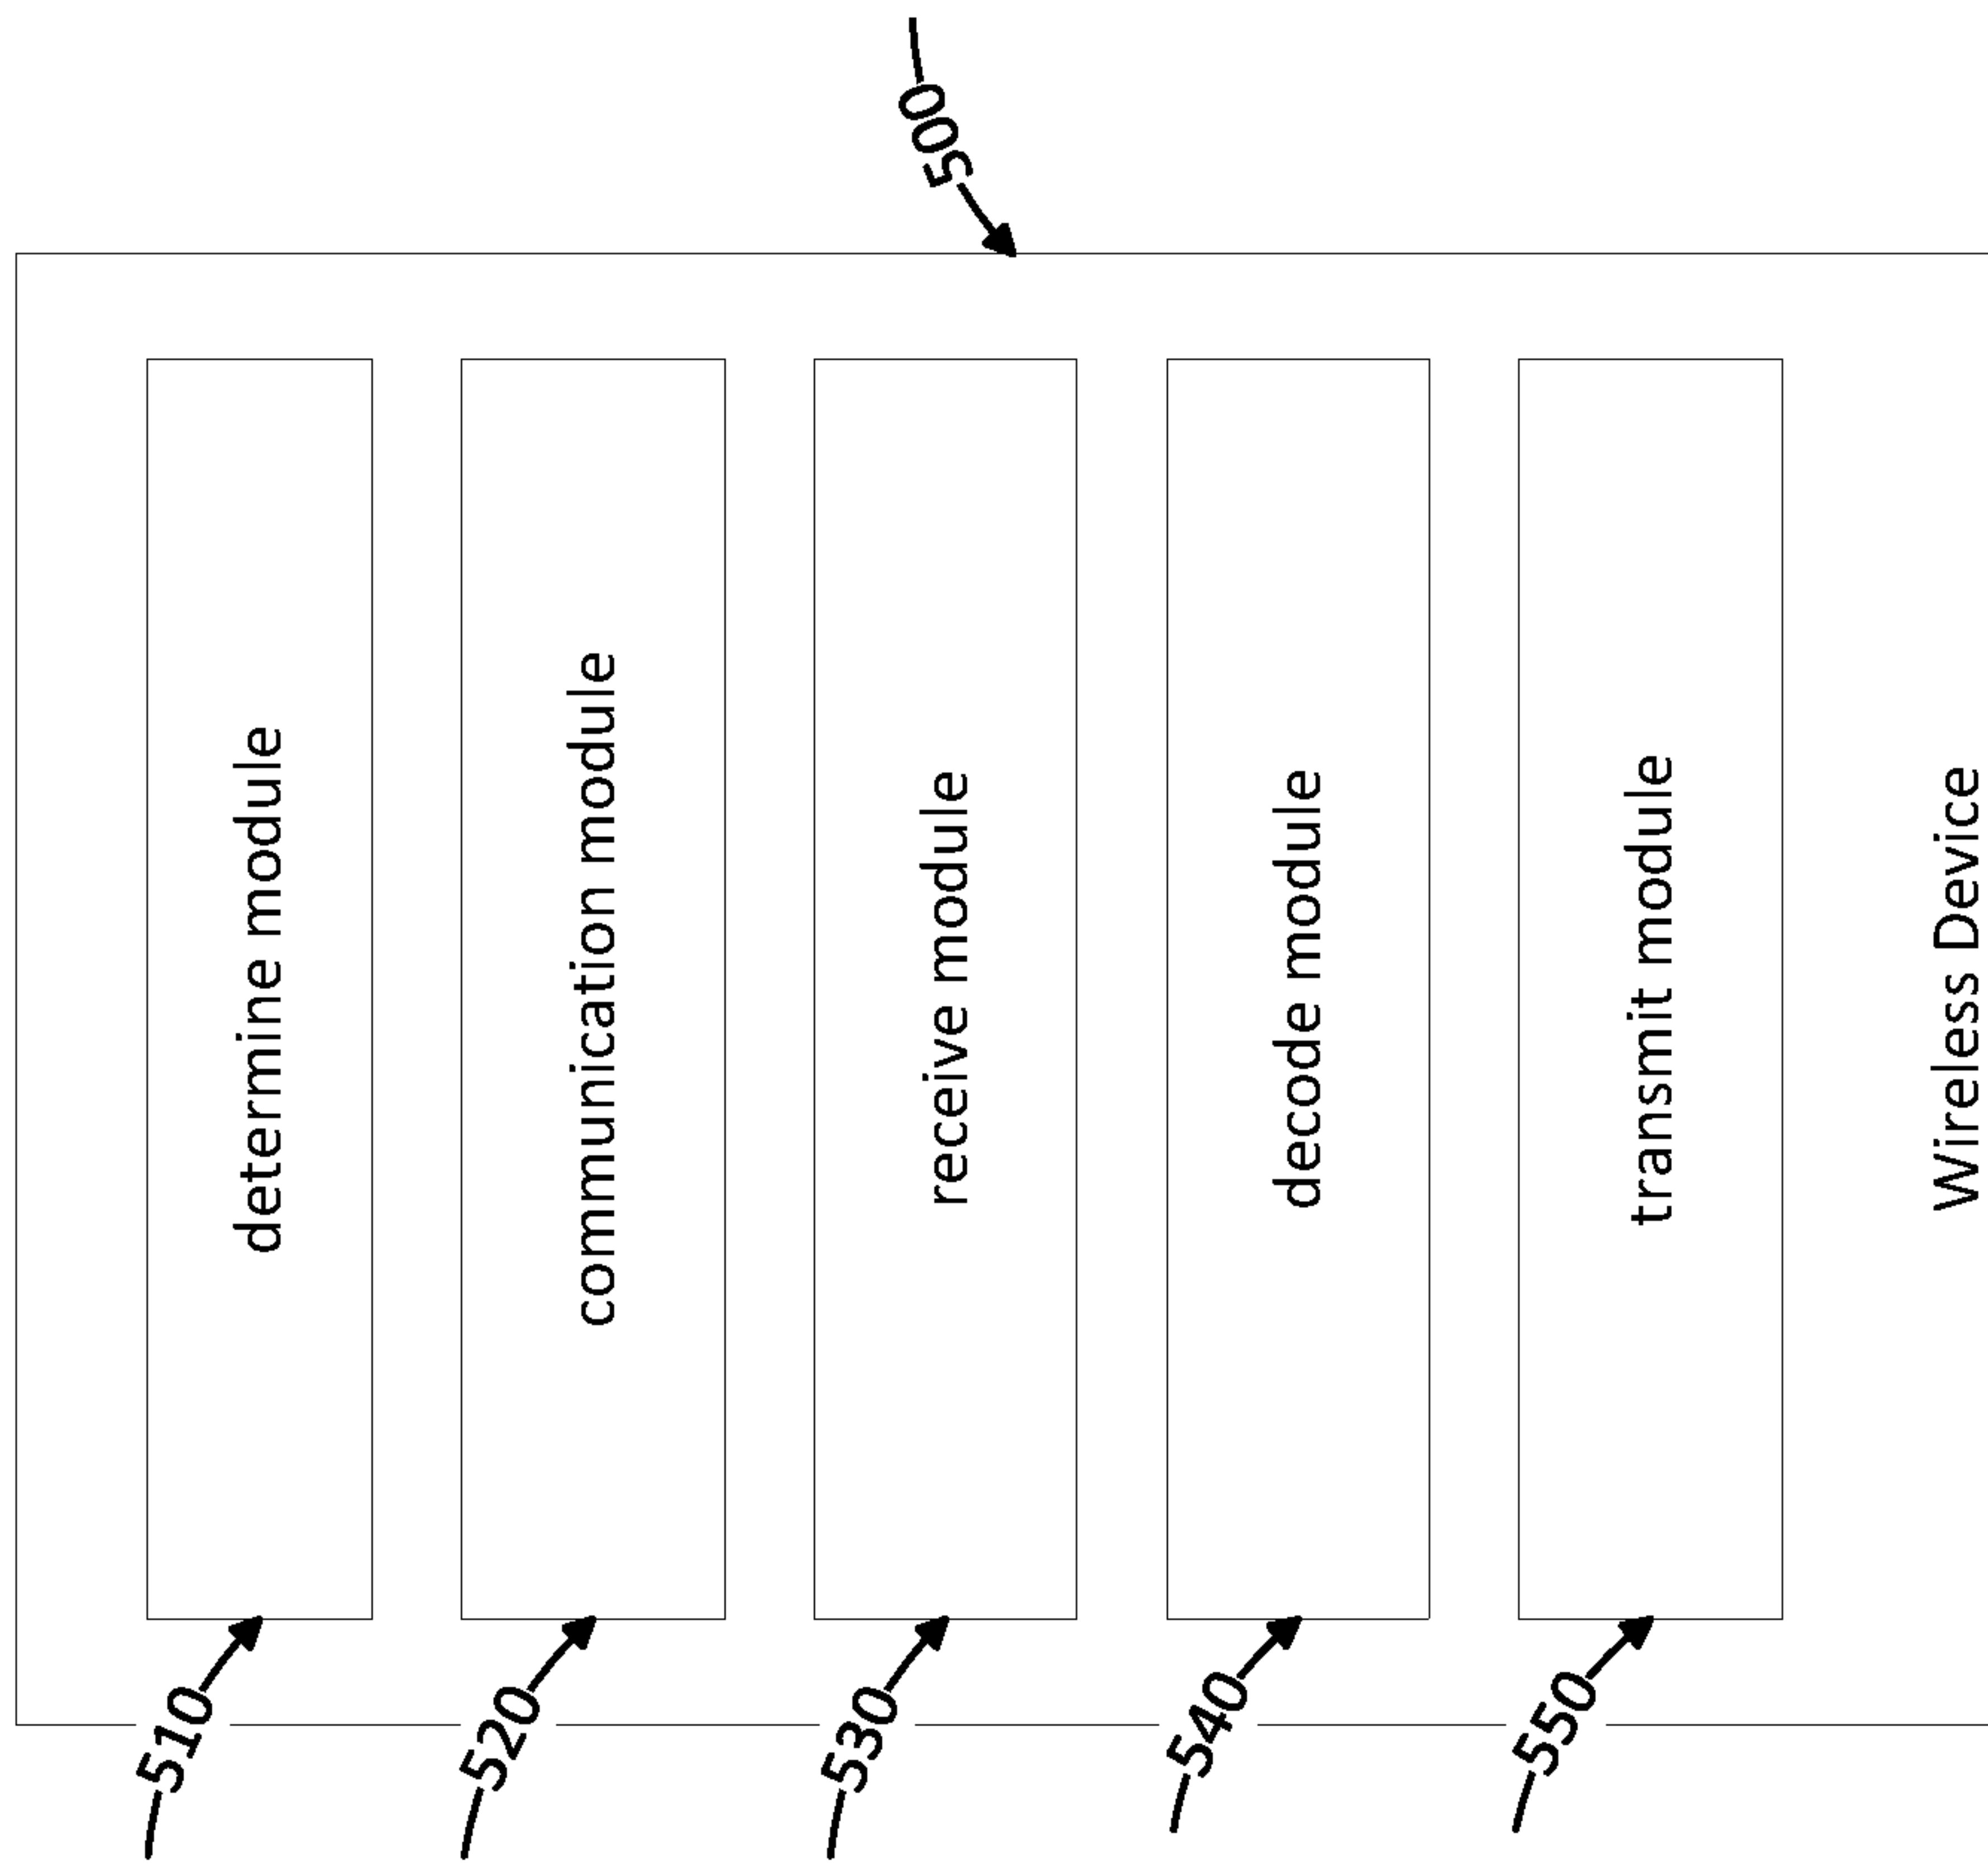 500
determine module
510
communication module
520
receive module
530
decode module
540
transmit module
550
Wireless Device